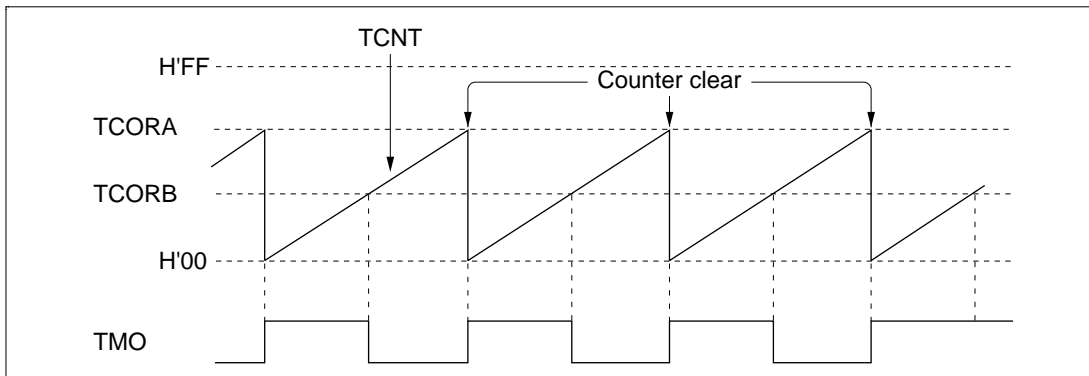 TCNT
H'FF
Counter clear
TCORA
TCORB
H'00
TMO